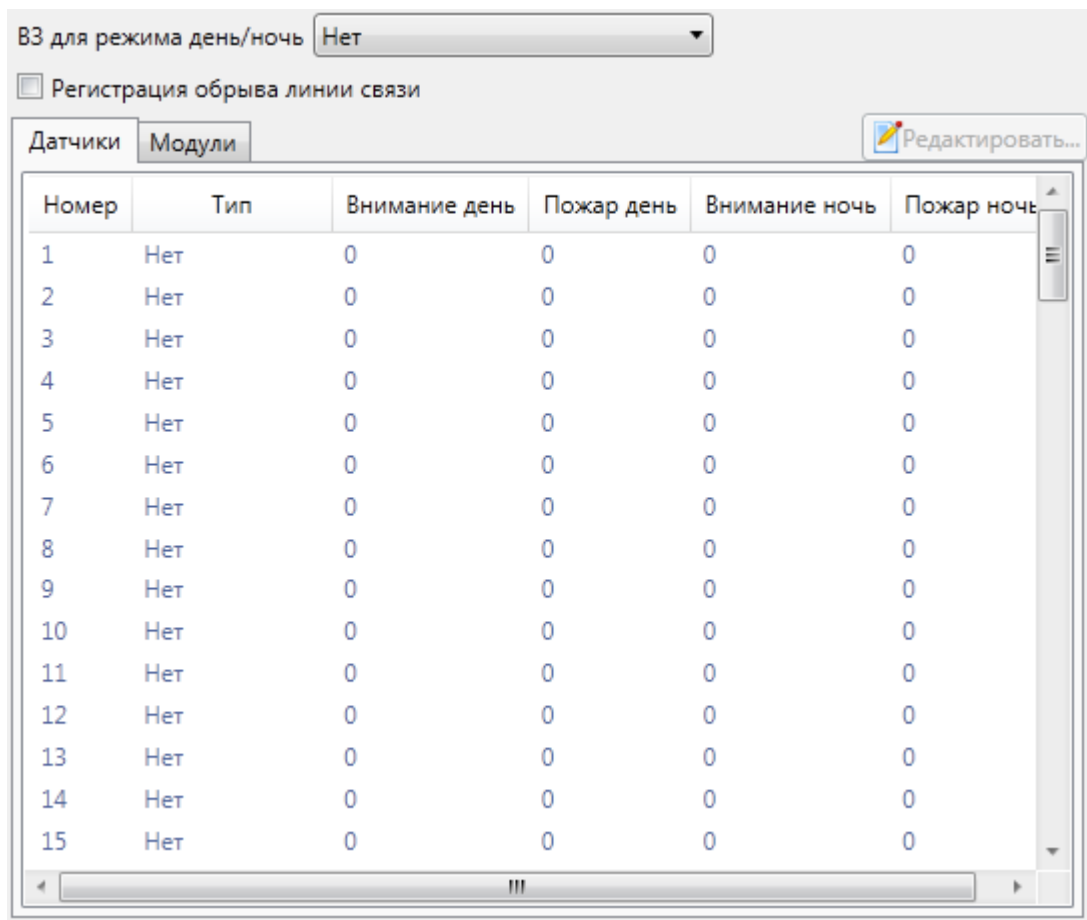 ВЗ для режима день/ночь Нет
Регистрация обрыва линии связи
Датчики Модули Редактировать...
Номер Тип Внимание день Пожар день Внимание ночь Пожар ночь
1 Нет 0 0 0 0
2 Нет 0 0 0 0
3 Нет 0 0 0 0
4 Нет 0 0 0 0
5 Нет 0 0 0 0
6 Нет 0 0 0 0
7 Нет 0 0 0 0
8 Нет 0 0 0 0
9 Нет 0 0 0 0
10 Нет 0 0 0 0
11 Нет 0 0 0 0
12 Нет 0 0 0 0
13 Нет 0 0 0 0
14 Нет 0 0 0 0
15 Нет 0 0 0 0